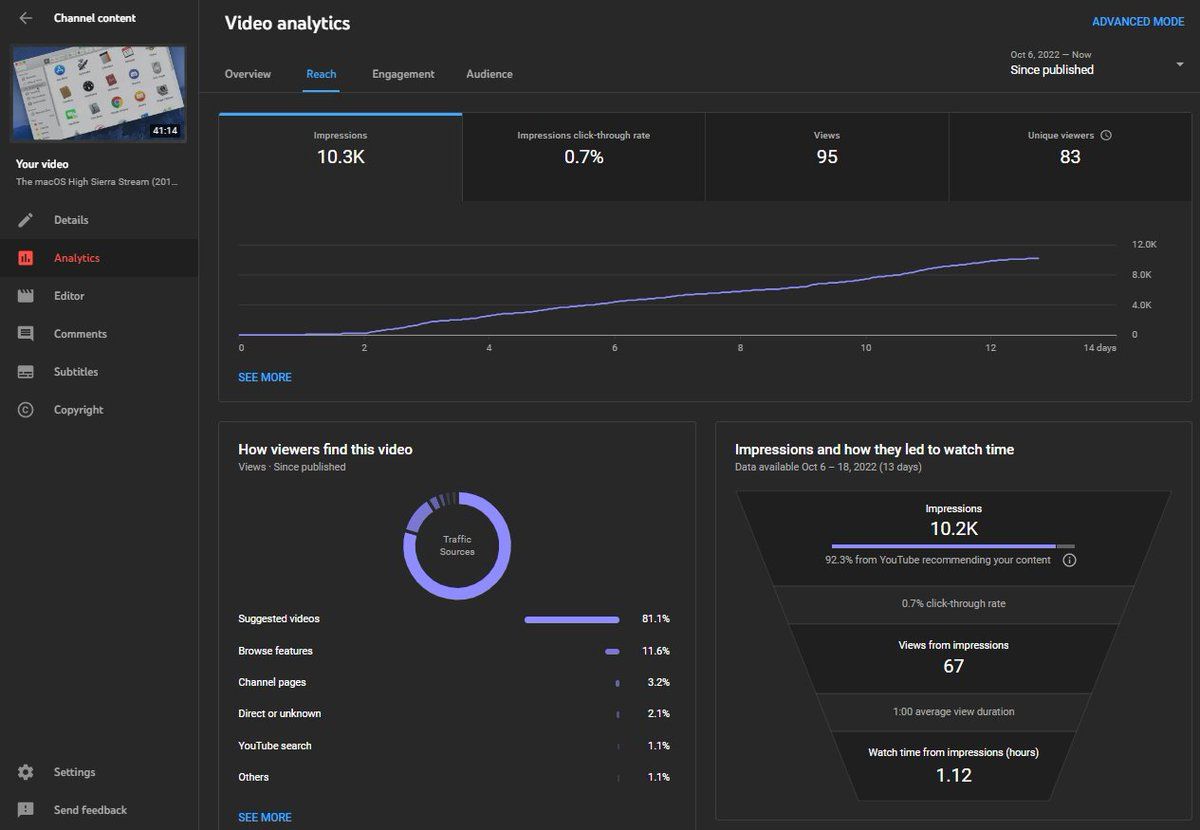 Channel content
41:14
Your video
The macOS High Sierra Stream (201...
Details
Analytics
Editor
Comments
Subtitles
Copyright
Settings
Send feedback
Video analytics
ADVANCED MODE
Overview
Reach
Engagement
Audience
Oct 6, 2022 — Now
Since published
Impressions
10.3K
Impressions click-through rate
0.7%
Views
95
Unique viewers
83
12.0K
8.0K
4.0K
0
0 2 4 6 8 10 12 14 days
SEE MORE
How viewers find this video
Views · Since published
Traffic
Sources
Suggested videos 81.1%
Browse features 11.6%
Channel pages 3.2%
Direct or unknown 2.1%
YouTube search 1.1%
Others 1.1%
SEE MORE
Impressions and how they led to watch time
Data available Oct 6 – 18, 2022 (13 days)
Impressions
10.2K
92.3% from YouTube recommending your content
0.7% click-through rate
Views from impressions
67
1:00 average view duration
Watch time from impressions (hours)
1.12